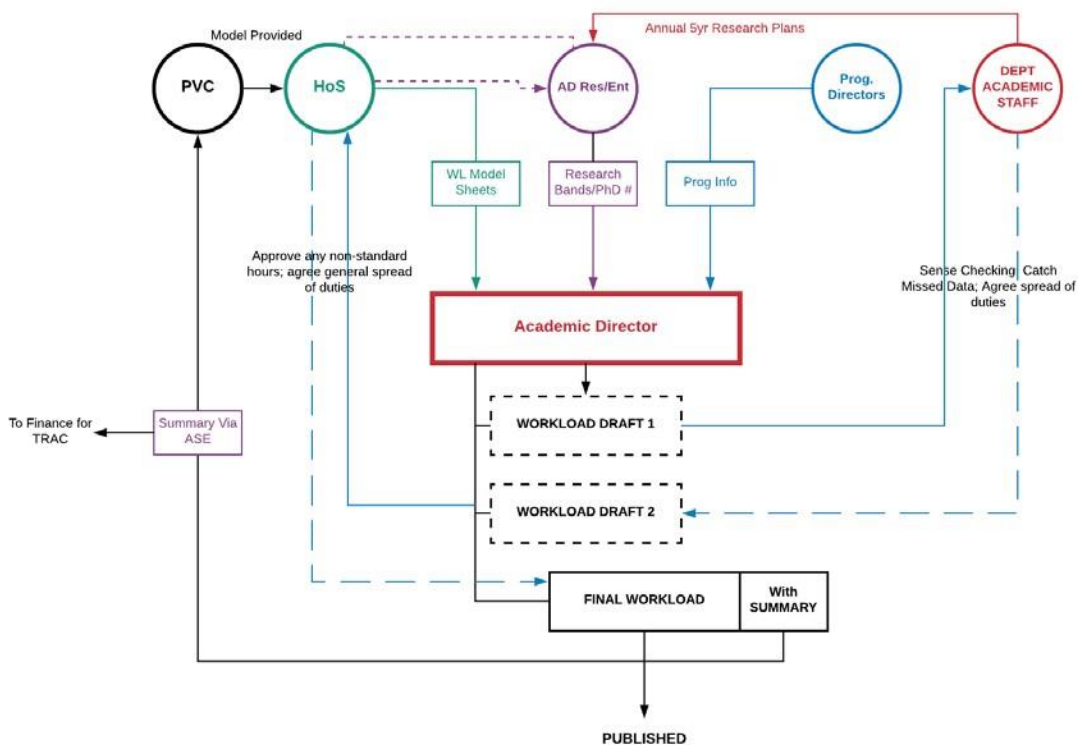 Model Provided
Annual 5yr Research Plans
PVC
HoS
AD Res/Ent
Prog.
Directors
DEPT
ACADEMIC
STAFF
WL Model
Sheets
Research
Bands/PhD #
Prog Info
Approve any non-standard
hours; agree general spread
of duties
Sense Checking, Catch
Missed Data; Agree spread of
duties
Academic Director
To Finance for
TRAC
Summary Via
ASE
WORKLOAD DRAFT 1
WORKLOAD DRAFT 2
FINAL WORKLOAD
With
SUMMARY
PUBLISHED